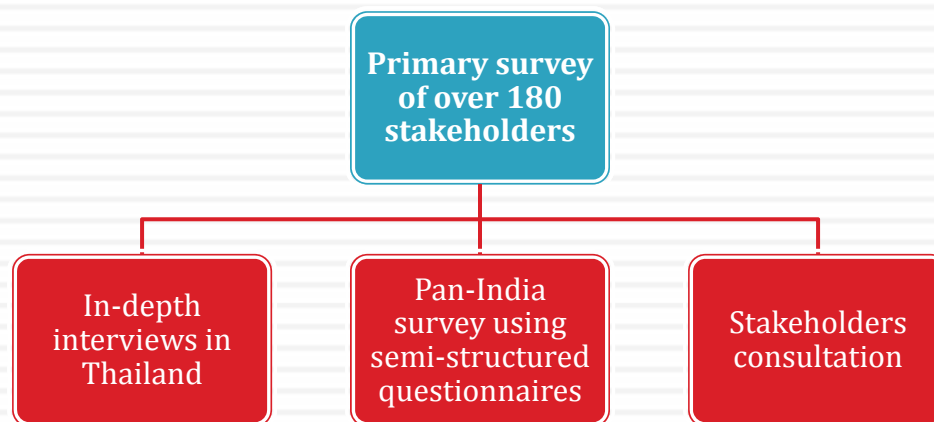 Primary survey
of over 180
stakeholders
In-depth
interviews in
Thailand
Pan-India
survey using
semi-structured
questionnaires
Stakeholders
consultation